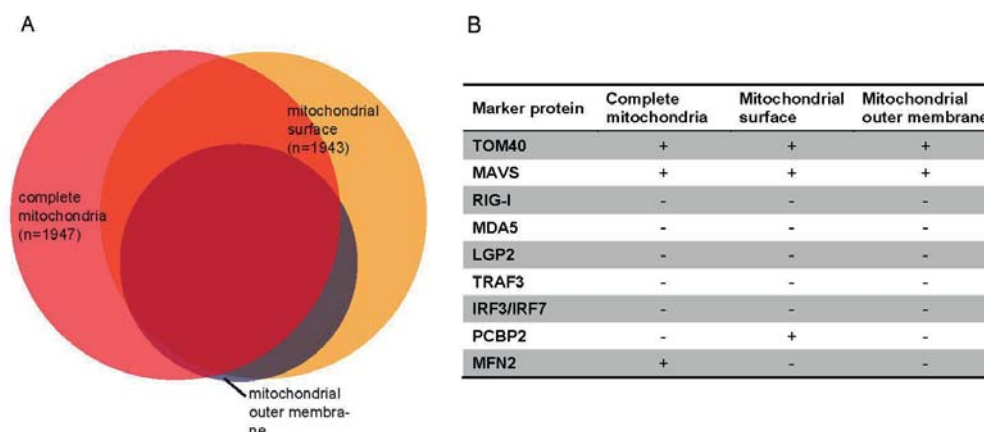 A
mitochondrial
surface
(n=1943)
complete
mitochondria
(n=1947)
mitochondrial
outer membra-
ne
B
Marker protein Complete mitochondria Mitochondrial surface Mitochondrial outer membrane
TOM40 + + +
MAVS + + +
RIG-I - - -
MDA5 - - -
LGP2 - - -
TRAF3 - - -
IRF3/IRF7 - - -
PCBP2 - + -
MFN2 + - -